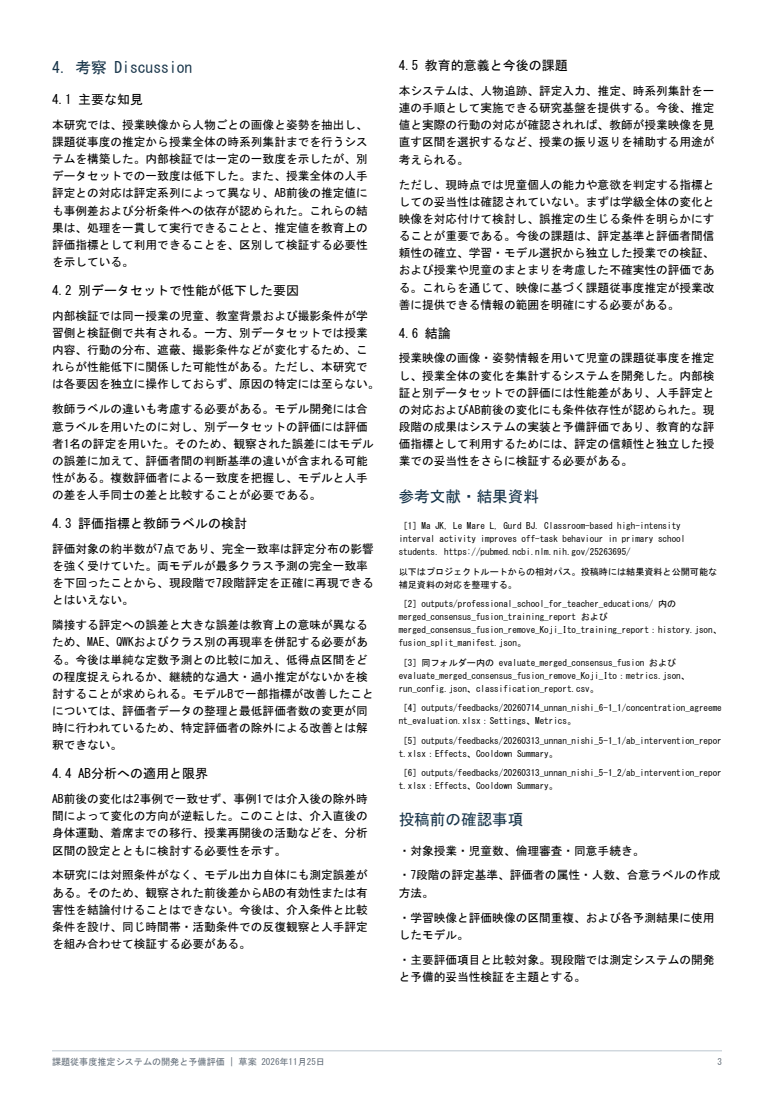 4. 考察 Discussion
4.1 主要な知見
本研究では、授業映像から人物ごとの画像と姿勢を抽出し、
課題従事度の推定から授業全体の時系列集計までを行うシス
テムを構築した。内部検証では一定の一致度を示したが、別
データセットでの一致度は低下した。また、授業全体の人手
評定との対応は評定系列によって異なり、AB前後の推定値に
も事例差および分析条件への依存が認められた。これらの結
果は、処理を一貫して実行できることと、推定値を教育上の
評価指標として利用できることを、区別して検証する必要性
を示している。
4.2 別データセットで性能が低下した要因
内部検証では同一授業の児童、教室背景および撮影条件が学
習側と検証側で共有される。一方、別データセットでは授業
内容、行動の分布、遮蔽、撮影条件などが変化するため、こ
れらが性能低下に関係した可能性がある。ただし、本研究で
は各要因を独立に操作しておらず、原因の特定には至らない。
教師ラベルの違いも考慮する必要がある。モデル開発には合
意ラベルを用いたのに対し、別データセットの評価には評価
者1名の評定を用いた。そのため、観察された誤差にはモデル
の誤差に加えて、評価者間の判断基準の違いが含まれる可能
性がある。複数評価者による一致度を把握し、モデルと人手
の差を人手同士の差と比較することが必要である。
4.3 評価指標と教師ラベルの検討
評価対象の約半数が7点であり、完全一致率は評定分布の影響
を強く受けていた。両モデルが最多クラス予測の完全一致率
を下回ったことから、現段階で7段階評定を正確に再現できる
とはいえない。
隣接する評定への誤差と大きな誤差は教育上の意味が異なる
ため、MAE、QWKおよびクラス別の再現率を併記する必要があ
る。今後は単純な定数予測との比較に加え、低得点区間をど
の程度捉えられるか、継続的な過大・過小推定がないかを検
討することが求められる。モデルBで一部指標が改善したこと
については、評価者データの整理と最低評価者数の変更が同
時に行われているため、特定評価者の除外による改善とは解
釈できない。
4.4 AB分析への適用と限界
AB前後の変化は2事例で一致せず、事例1では介入後の除外時
間によって変化の方向が逆転した。このことは、介入直後の
身体運動、着席までの移行、授業再開後の活動などを、分析
区間の設定とともに検討する必要性を示す。
本研究には対照条件がなく、モデル出力自体にも測定誤差が
ある。そのため、観察された前後差からABの有効性または有
害性を結論付けることはできない。今後は、介入条件と比較
条件を設け、同じ時間帯・活動条件での反復観察と人手評定
を組み合わせて検証する必要がある。
4.5 教育的意義と今後の課題
本システムは、人物追跡、評定入力、推定、時系列集計を一
連の手順として実施できる研究基盤を提供する。今後、推定
値と実際の行動の対応が確認されれば、教師が授業映像を見
直す区間を選択するなど、授業の振り返りを補助する用途が
考えられる。
ただし、現時点では児童個人の能力や意欲を判定する指標と
しての妥当性は確認されていない。まずは学級全体の変化と
映像を対応付けて検討し、誤推定の生じる条件を明らかにす
ることが重要である。今後の課題は、評定基準と評価者間信
頼性の確立、学習・モデル選択から独立した授業での検証、
および授業や児童のまとまりを考慮した不確実性の評価であ
る。これらを通じて、映像に基づく課題従事度推定が授業改
善に提供できる情報の範囲を明確にする必要がある。
4.6 結論
授業映像の画像・姿勢情報を用いて児童の課題従事度を推定
し、授業全体の変化を集計するシステムを開発した。内部検
証と別データセットでの評価には性能差があり、人手評定と
の対応およびAB前後の変化にも条件依存性が認められた。現
段階の成果はシステムの実装と予備評価であり、教育的な評
価指標として利用するためには、評定の信頼性と独立した授
業での妥当性をさらに検証する必要がある。
参考文献・結果資料
[1] Ma JK, Le Mare L, Gurd BJ. Classroom-based high-intensity
interval activity improves off-task behaviour in primary school
students. https://pubmed.ncbi.nlm.nih.gov/25263695/
以下はプロジェクトルートからの相対パス。投稿時には結果資料と公開可能な
補足資料の対応を整理する。
[2] outputs/professional_school_for_teacher_educations/ 内の
merged_consensus_fusion_training_report および
merged_consensus_fusion_remove_Koji_Ito_training_report：history.json、
fusion_split_manifest.json。
[3] 同フォルダー内の evaluate_merged_consensus_fusion および
evaluate_merged_consensus_fusion_remove_Koji_Ito：metrics.json、
run_config.json、classification_report.csv。
[4] outputs/feedbacks/20260714_unnan_nishi_6-1_1/concentration_agreeme
nt_evaluation.xlsx：Settings、Metrics。
[5] outputs/feedbacks/20260313_unnan_nishi_5-1_1/ab_intervention_repor
t.xlsx：Effects、Cooldown Summary。
[6] outputs/feedbacks/20260313_unnan_nishi_5-1_2/ab_intervention_repor
t.xlsx：Effects、Cooldown Summary。
投稿前の確認事項
・対象授業・児童数、倫理審査・同意手続き。
・7段階の評定基準、評価者の属性・人数、合意ラベルの作成
方法。
・学習映像と評価映像の区間重複、および各予測結果に使用
したモデル。
・主要評価項目と比較対象。現段階では測定システムの開発
と予備的妥当性検証を主題とする。
課題従事度推定システムの開発と予備評価 | 草案 2026年11月25日
3